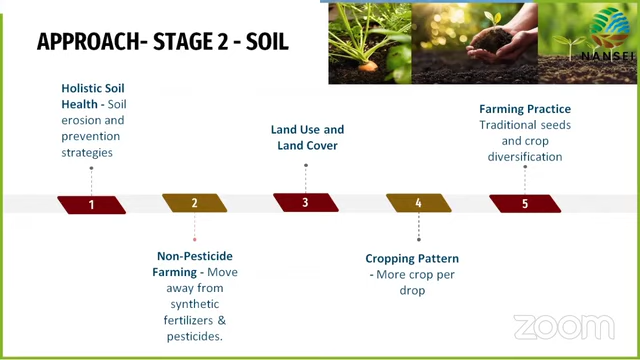 APPROACH- STAGE 2 - SOIL
NANSEI
Holistic Soil
Health - Soil
erosion and
prevention
strategies
Land Use and
Land Cover
Farming Practice
Traditional seeds
and crop
diversification
1
2
3
4
5
Non-Pesticide
Farming - Move
away from
synthetic
fertilizers &
pesticides.
Cropping Pattern
- More crop per
drop
zoom